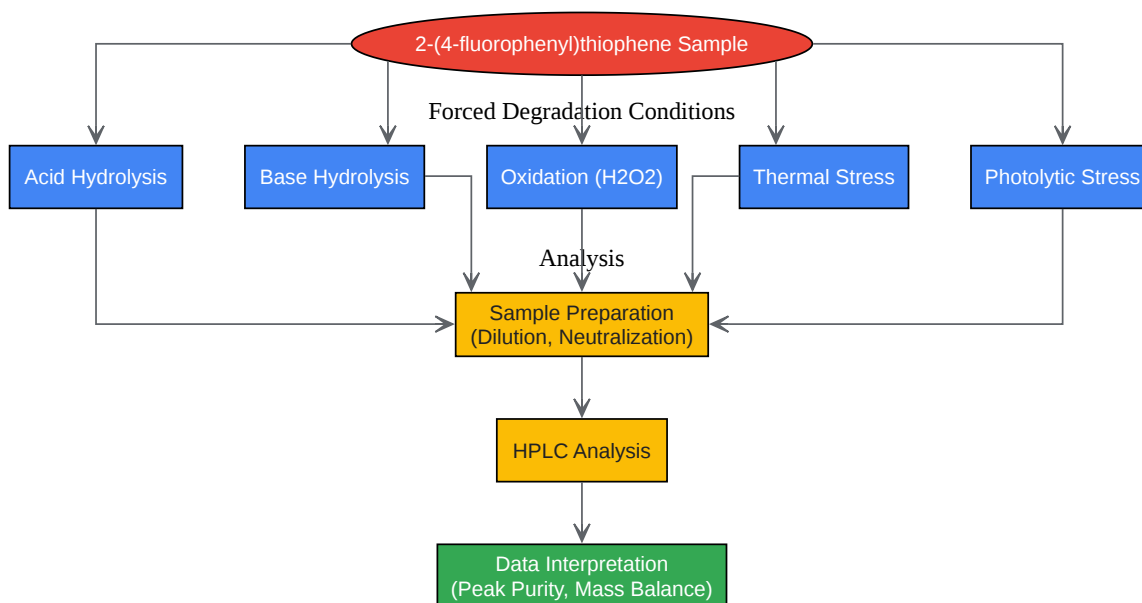 2-(4-fluorophenyl)thiophene Sample
Forced Degradation Conditions
Acid Hydrolysis
Base Hydrolysis
Oxidation (H2O2)
Thermal Stress
Photolytic Stress
Analysis
Sample Preparation
(Dilution, Neutralization)
HPLC Analysis
Data Interpretation
(Peak Purity, Mass Balance)